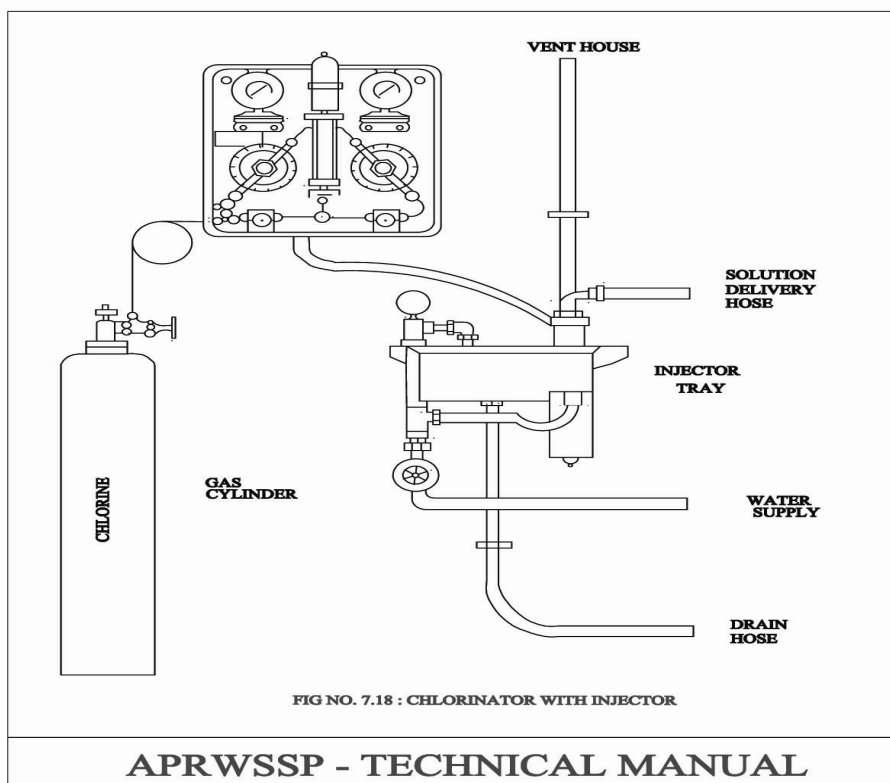 VENT HOUSE
SOLUTION
DELIVERY
HOSE
INJECTOR
TRAY
GAS
CYLINDER
CHLORINE
WATER
SUPPLY
DRAIN
HOSE
FIG NO. 7.18 : CHLORINATOR WITH INJECTOR
APRWSSP - TECHNICAL MANUAL